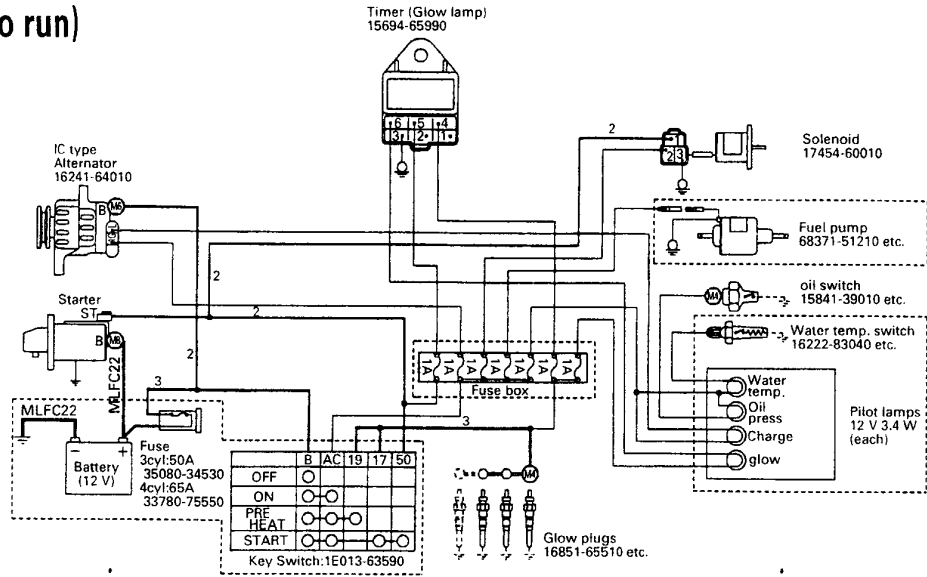 o run)
Timer (Glow lamp)
15694-65990
6 5 4
3 2 1
2
2 3
Solenoid
17454-60010
IC type
Alternator
16241-64010
B M6
Fuel pump
68371-51210 etc.
2
oil switch
15841-39010 etc.
M4
Starter
ST
2
B M8
2
Water temp. switch
16222-83040 etc.
MLFC22
1A 1A 1A 1A 1A 1A 1A
Fuse box
Water
temp.
Oil
press
Charge
glow
Pilot lamps
12 V 3.4 W
(each)
3
3
MLFC22
Fuse
3cyl:50A
35080-34530
4cyl:65A
33780-75550
- +
Battery
(12 V)
B AC 19 17 50
OFF
ON
PRE
HEAT
START
Key Switch:1E013-63590
M4
Glow plugs
16851-65510 etc.